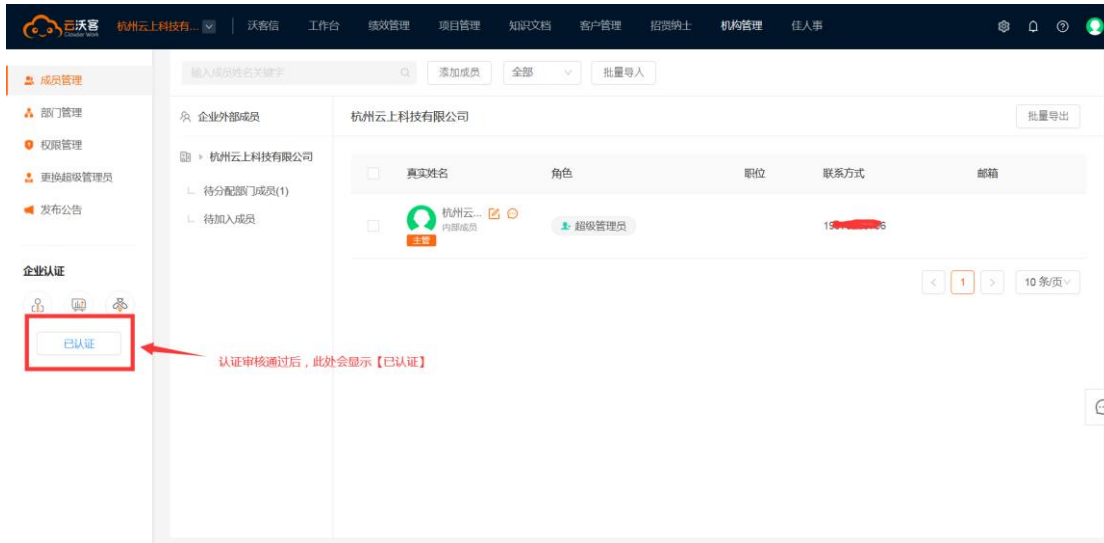 云沃客
Clouder Work
杭州云上科技有...
沃客信 工作台 绩效管理 项目管理 知识文档 客户管理 招贤纳士 机构管理 佳人事
成员管理
部门管理
权限管理
更换超级管理员
发布公告
企业认证
已认证
输入成员姓名关键字
添加成员 全部 批量导入
企业外部成员
杭州云上科技有限公司
待分配部门成员(1)
待加入成员
杭州云上科技有限公司 批量导出
真实姓名 角色 职位 联系方式 邮箱
杭州云...
内部成员
主管
超级管理员
1 10 条/页
认证审核通过后,此处会显示【已认证】